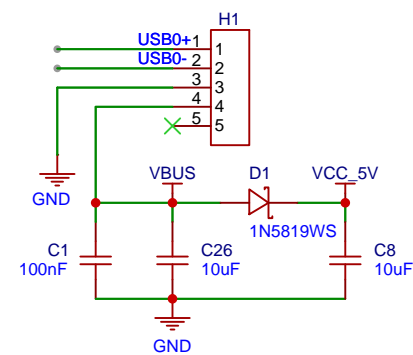 H1
USB0+ 1 1
USB0- 2 2
3 3
4 4
5 5
GND
VBUS D1 VCC_5V
1N5819WS
C1 C26 C8
100nF 10uF 10uF
GND